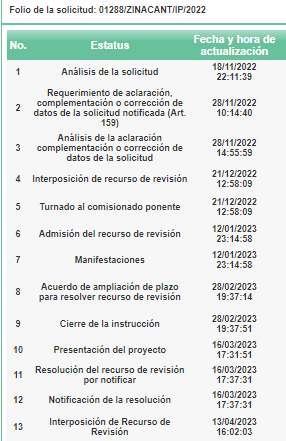 Folio de la solicitud: 01288/ZINACANT/IP/2022
No. Estatus Fecha y hora de
actualización
1 Análisis de la solicitud 18/11/2022
22:11:39
2 Requerimiento de aclaración,
complementación o corrección de
datos de la solicitud notificada (Art.
159) 28/11/2022
10:14:40
3 Análisis de la aclaración
complementación o corrección de
datos de la solicitud 28/11/2022
14:55:59
4 Interposición de recurso de revisión 21/12/2022
12:58:09
5 Turnado al comisionado ponente 21/12/2022
12:58:09
6 Admisión del recurso de revisión 12/01/2023
23:14:58
7 Manifestaciones 12/01/2023
23:14:58
8 Acuerdo de ampliación de plazo
para resolver recurso de revisión 28/02/2023
19:37:14
9 Cierre de la instrucción 28/02/2023
19:37:51
10 Presentación del proyecto 16/03/2023
17:31:51
11 Resolución del recurso de revisión
por notificar 16/03/2023
17:37:31
12 Notificación de la resolución 16/03/2023
17:37:31
13 Interposición de Recurso de
Revisión 13/04/2023
16:02:03